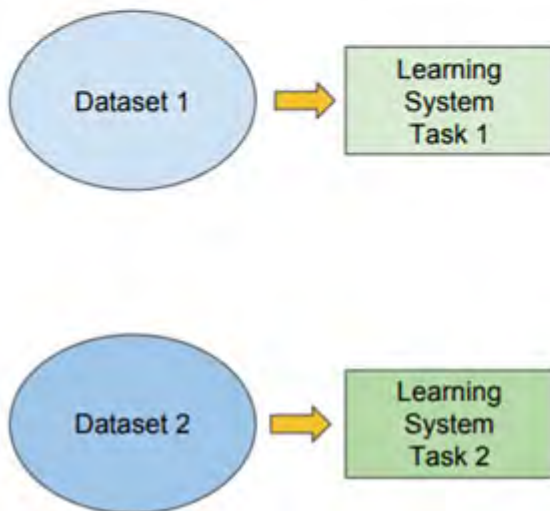 Dataset 1
Learning
System
Task 1
Dataset 2
Learning
System
Task 2